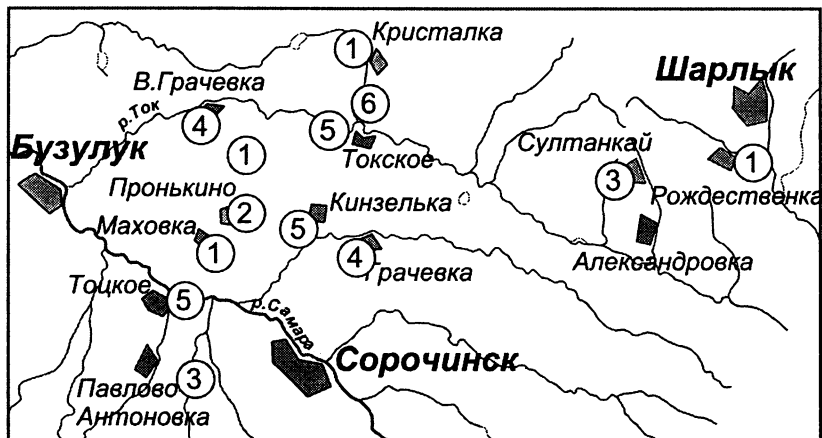 Кристалка
1
Шарлык
В.Грачевка
6
р.Ток
4
5
Бузулук
1
Токское
Султанкай
1
3
Пронькино
2
Кинзелька
Рождественка
Маховка
5
1
4
Грачевка
Александровка
Тоцкое
5
р.Самара
Сорочинск
3
Павлово
Антоновка